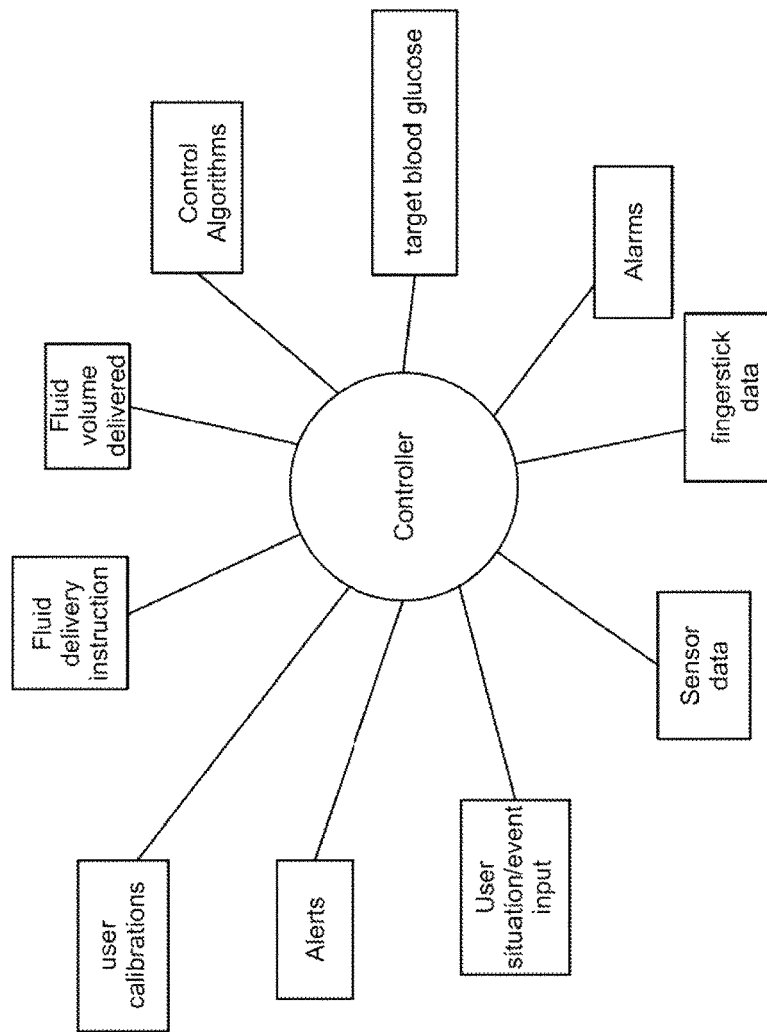 Fluid
delivery
instruction
Fluid
volume
delivered
user
calibrations
Control
Algorithms
Alerts
Controller
target blood glucose
User
situation/event
input
Alarms
Sensor
data
fingerstick
data